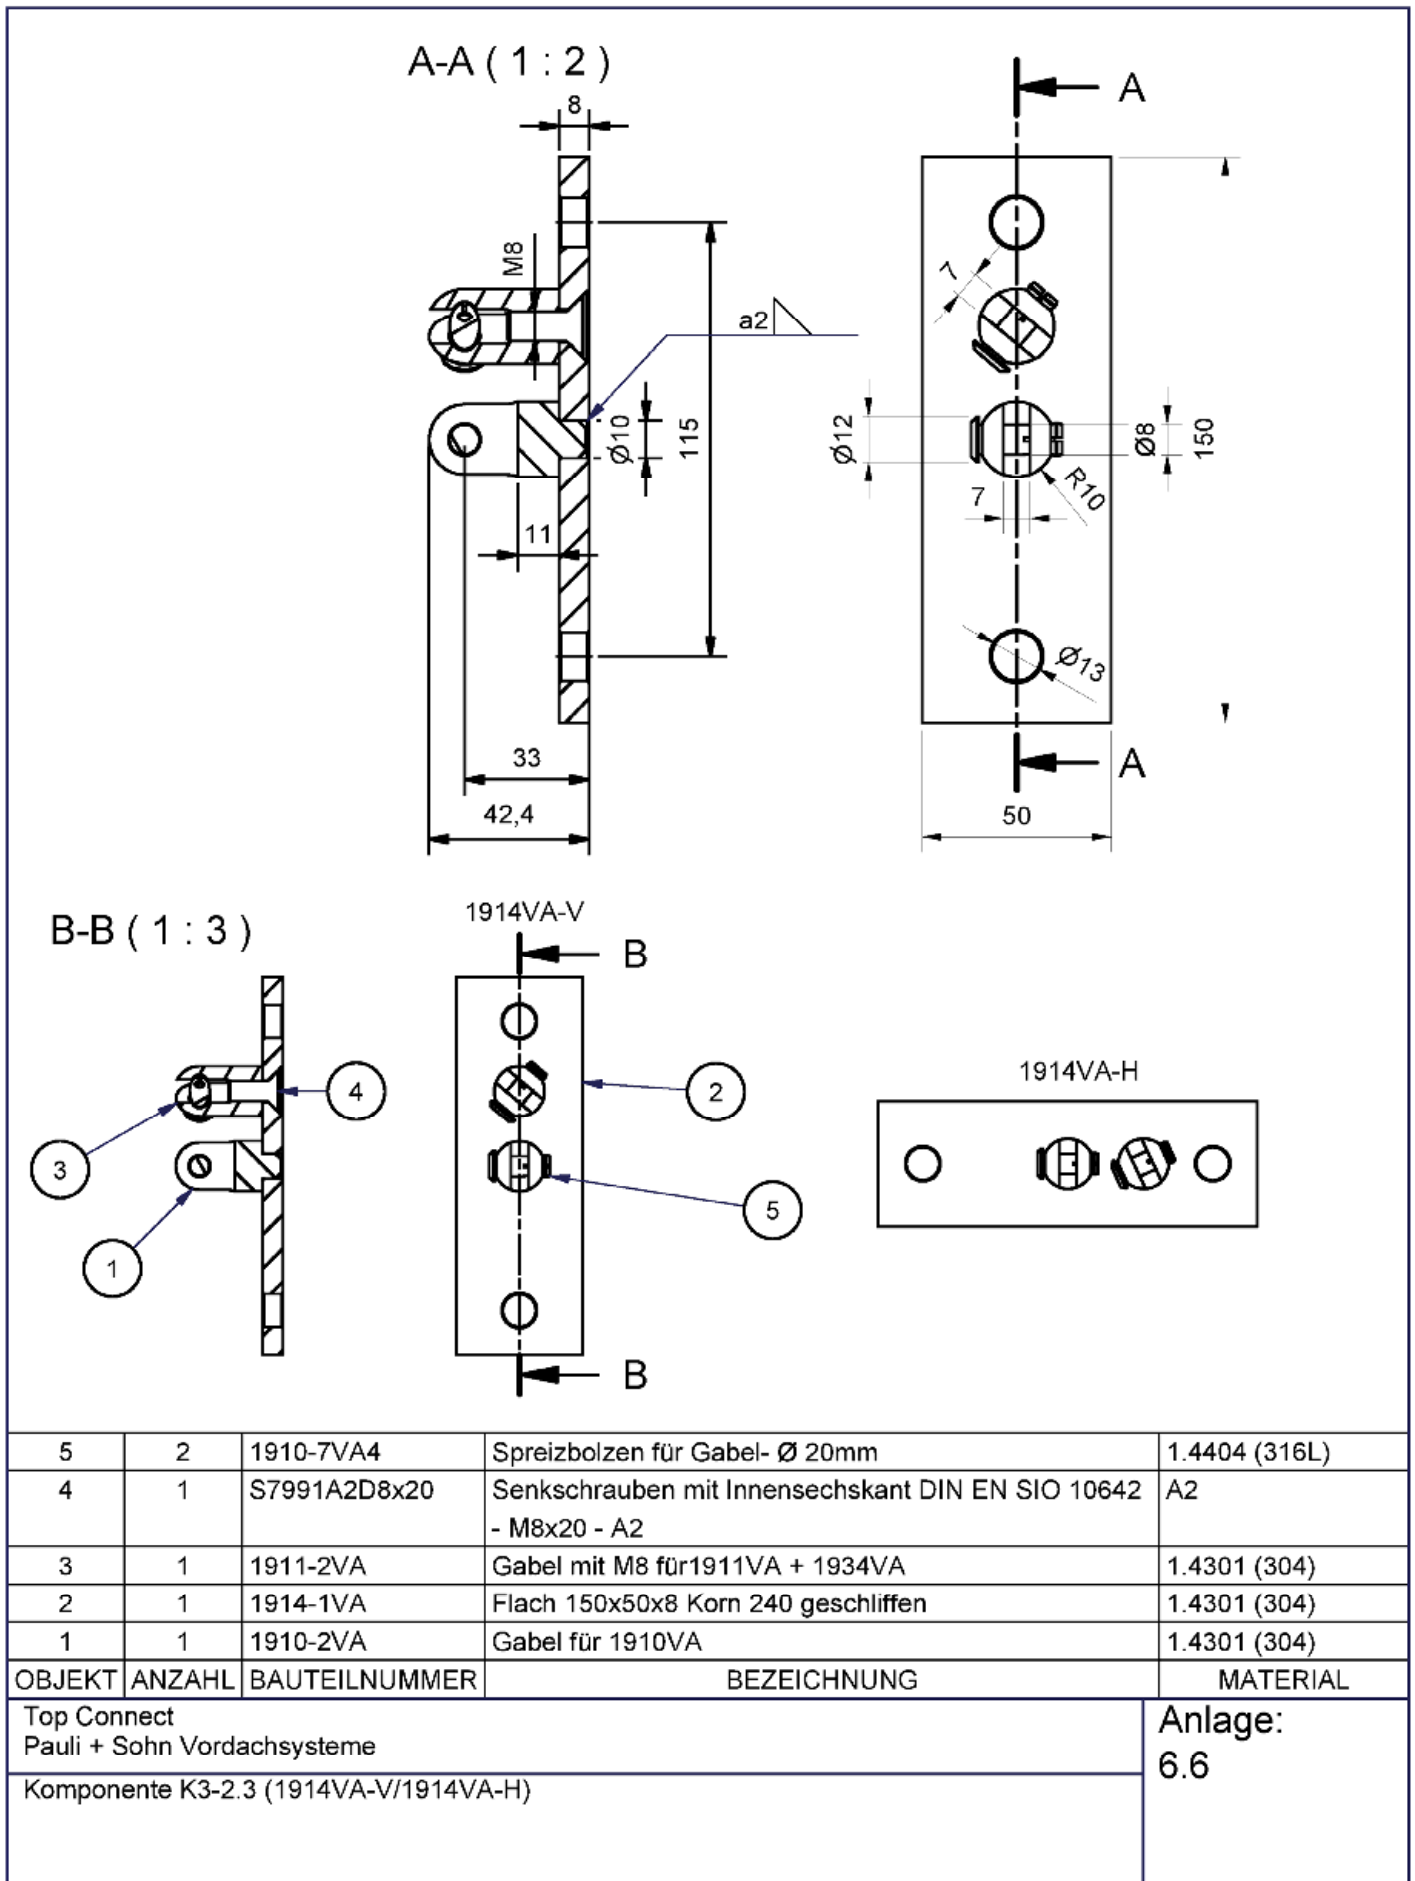 A-A ( 1 : 2 )
A
8
M8
7
a2
Ø10
115
Ø12
Ø8
150
R10
7
11
Ø13
33
A
42,4
50
1914VA-V
B-B ( 1 : 3 )
B
4
2
1914VA-H
3
5
1
B
5 2 1910-7VA4 Spreizbolzen für Gabel- Ø 20mm 1.4404 (316L)
4 1 S7991A2D8x20 Senkschrauben mit Innensechskant DIN EN SIO 10642 A2
- M8x20 - A2
3 1 1911-2VA Gabel mit M8 für1911VA + 1934VA 1.4301 (304)
2 1 1914-1VA Flach 150x50x8 Korn 240 geschliffen 1.4301 (304)
1 1 1910-2VA Gabel für 1910VA 1.4301 (304)
OBJEKT ANZAHL BAUTEILNUMMER BEZEICHNUNG MATERIAL
Top Connect
Pauli + Sohn Vordachsysteme
Anlage:
6.6
Komponente K3-2.3 (1914VA-V/1914VA-H)